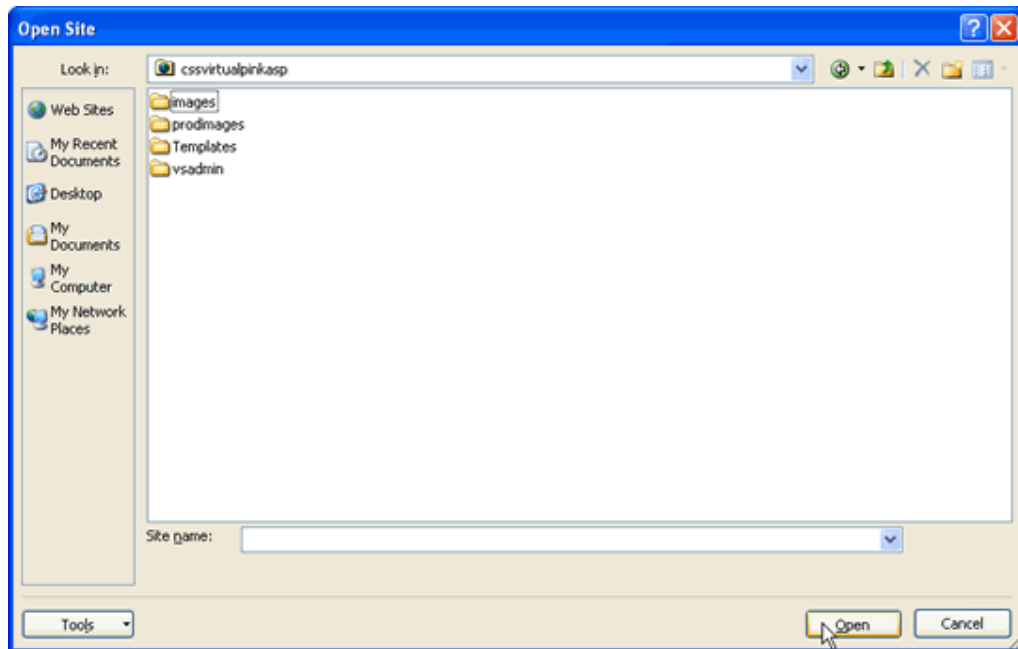 Open Site
Look in:
cssvirtualpinkasp
Web Sites
My Recent
Documents
Desktop
My
Documents
My
Computer
My Network
Places
images
prodimages
Templates
vsadmin
Site name:
Tools
Open
Cancel